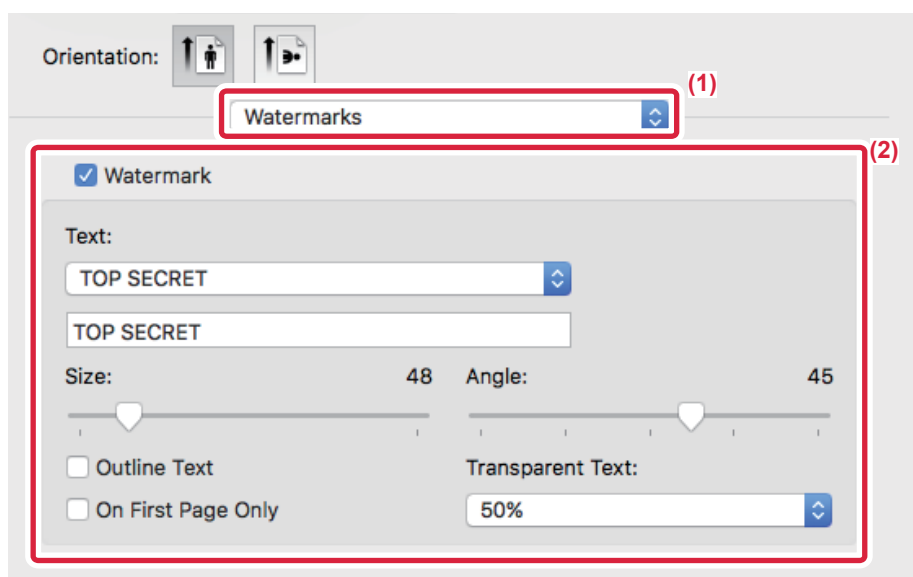 Orientation:
(1)
Watermarks
(2)
Watermark
Text:
TOP SECRET
TOP SECRET
Size: 48 Angle: 45
Outline Text Transparent Text:
On First Page Only 50%